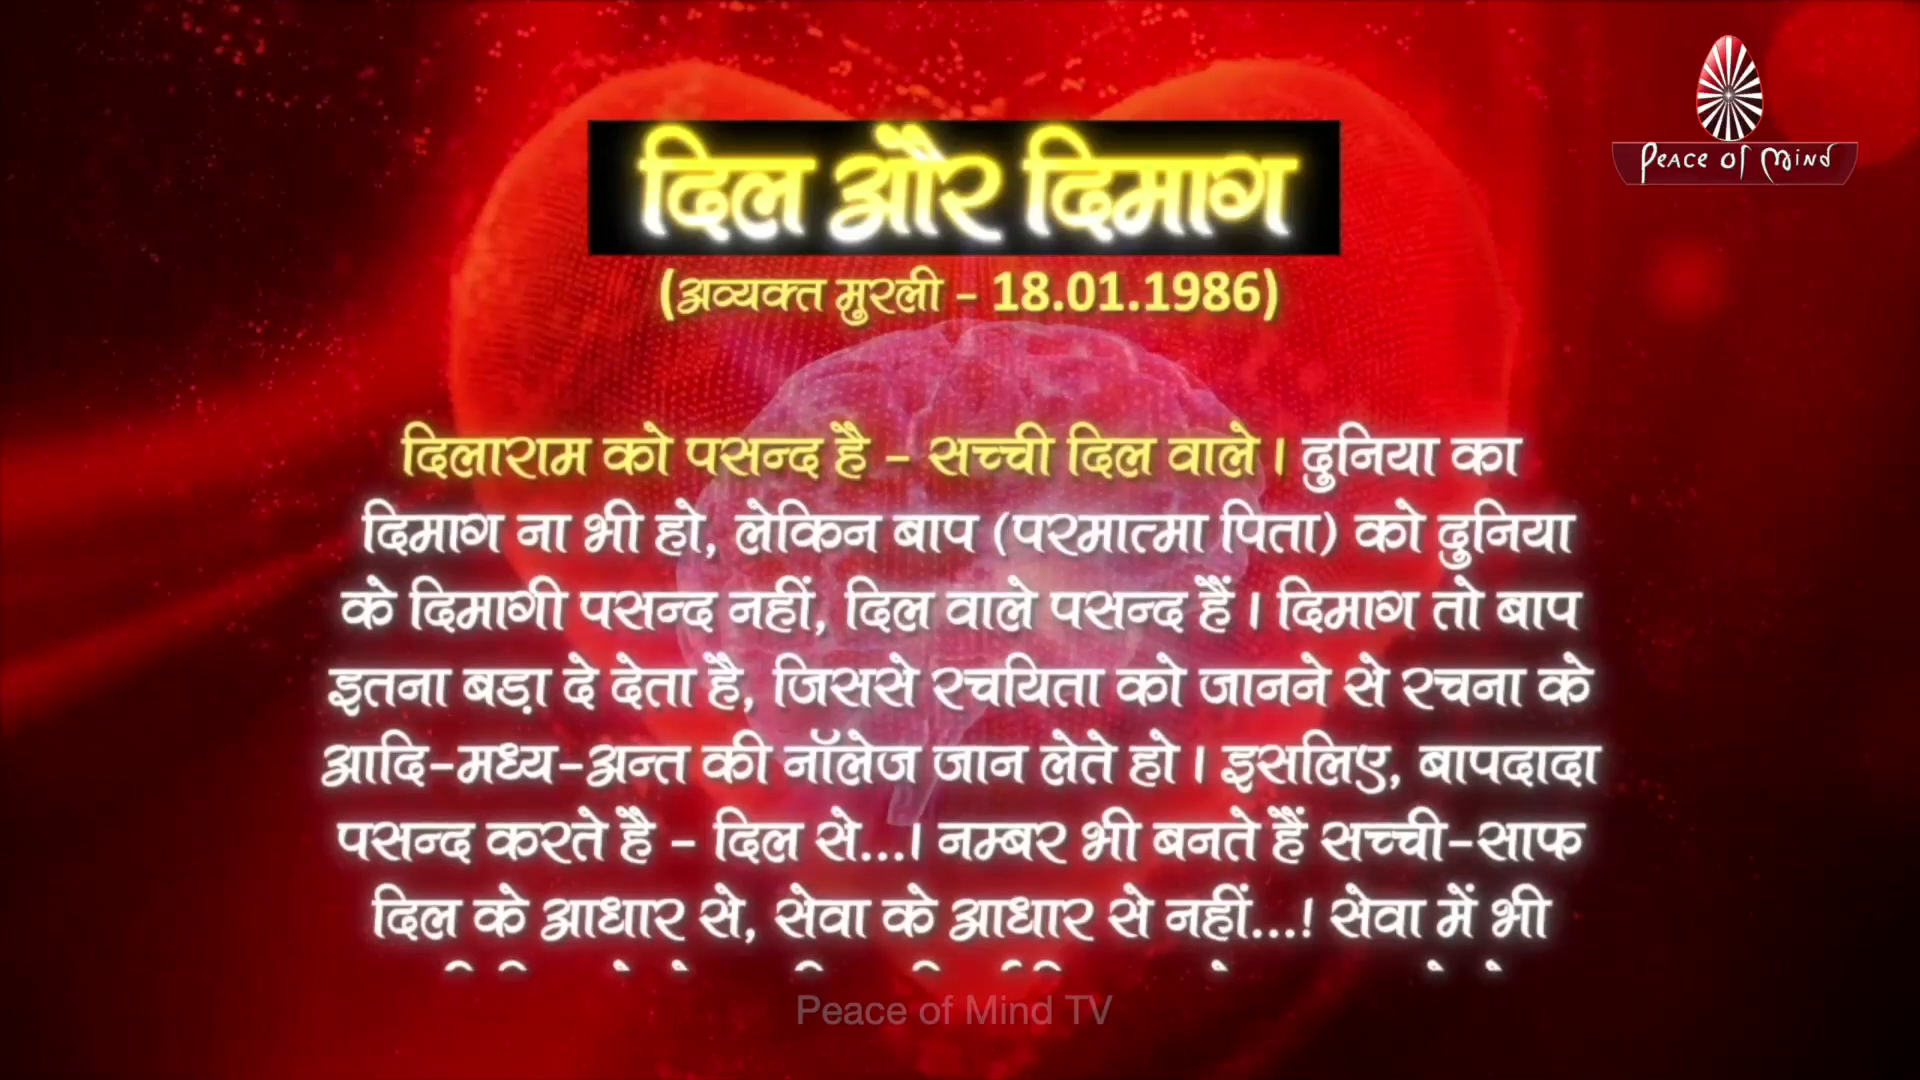 Peace of Mind
दिल और दिमाग
(अव्यक्त मुरली - 18.01.1986)
दिलाराम को पसन्द है - सच्ची दिल वाले। दुनिया का
दिमाग ना भी हो, लेकिन बाप (परमात्मा पिता) को दुनिया
के दिमागी पसन्द नहीं, दिल वाले पसन्द हैं। दिमाग तो बाप
इतना बड़ा दे देता है, जिससे रचयिता को जानने से रचना के
आदि-मध्य-अन्त की नॉलेज जान लेते हो। इसलिए, बापदादा
पसन्द करते है - दिल से...। नम्बर भी बनते हैं सच्ची-साफ
दिल के आधार से, सेवा के आधार से नहीं...! सेवा में भी
Peace of Mind TV